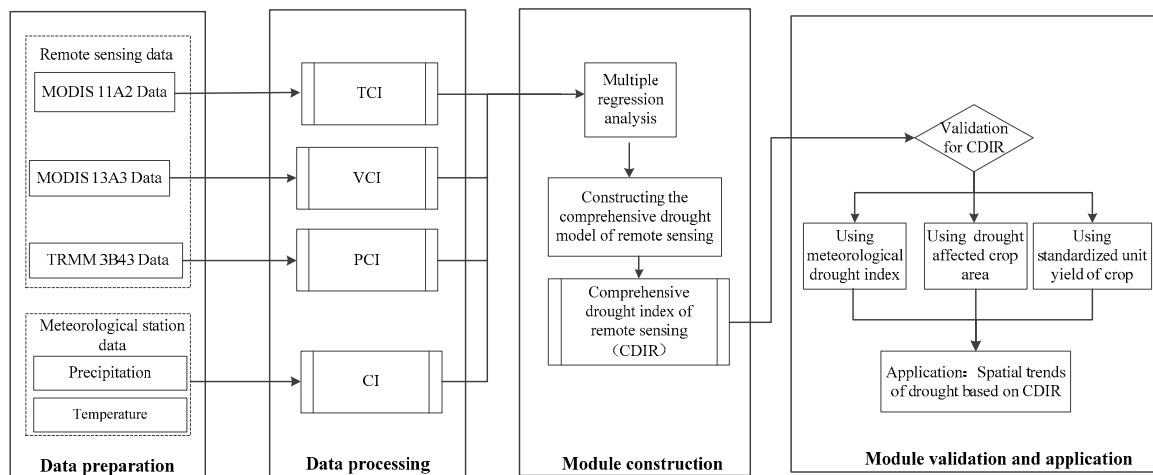 Remote sensing data
MODIS 11A2 Data
MODIS 13A3 Data
TRMM 3B43 Data
Meteorological station
data
Precipitation
Temperature
Data preparation
TCI
VCI
PCI
CI
Data processing
Multiple
regression
analysis
Constructing the
comprehensive drought
model of remote sensing
Comprehensive
drought index of
remote sensing
（CDIR）
Module construction
Validation
for CDIR
Using
meteorological
drought index
Using drought
affected crop
area
Using
standardized unit
yield of crop
Application：Spatial trends
of drought based on CDIR
Module validation and application